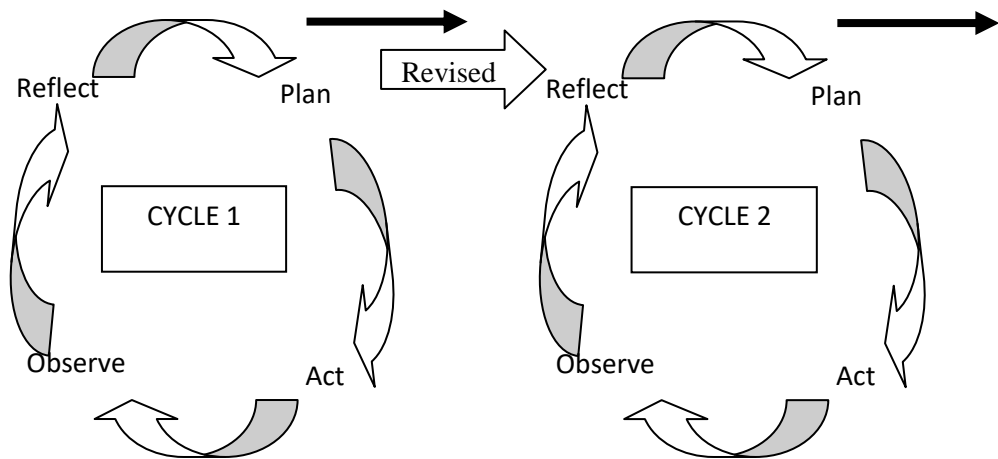 Revised
Reflect
Plan
CYCLE 1
Observe
Act
Reflect
Plan
CYCLE 2
Observe
Act